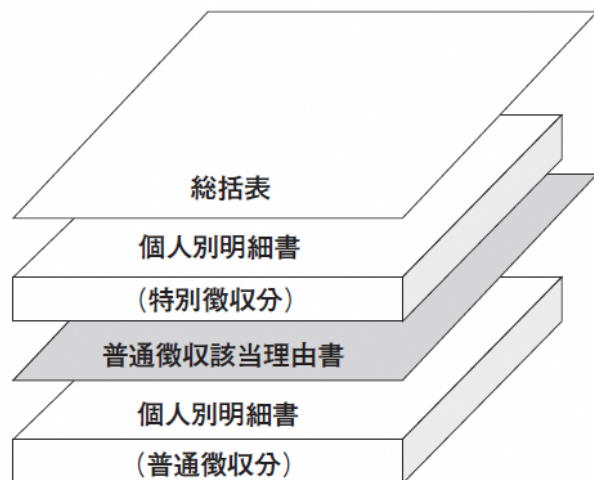 総括表
個人別明細書
（特別徴収分）
普通徴収該当理由書
個人別明細書
（普通徴収分）